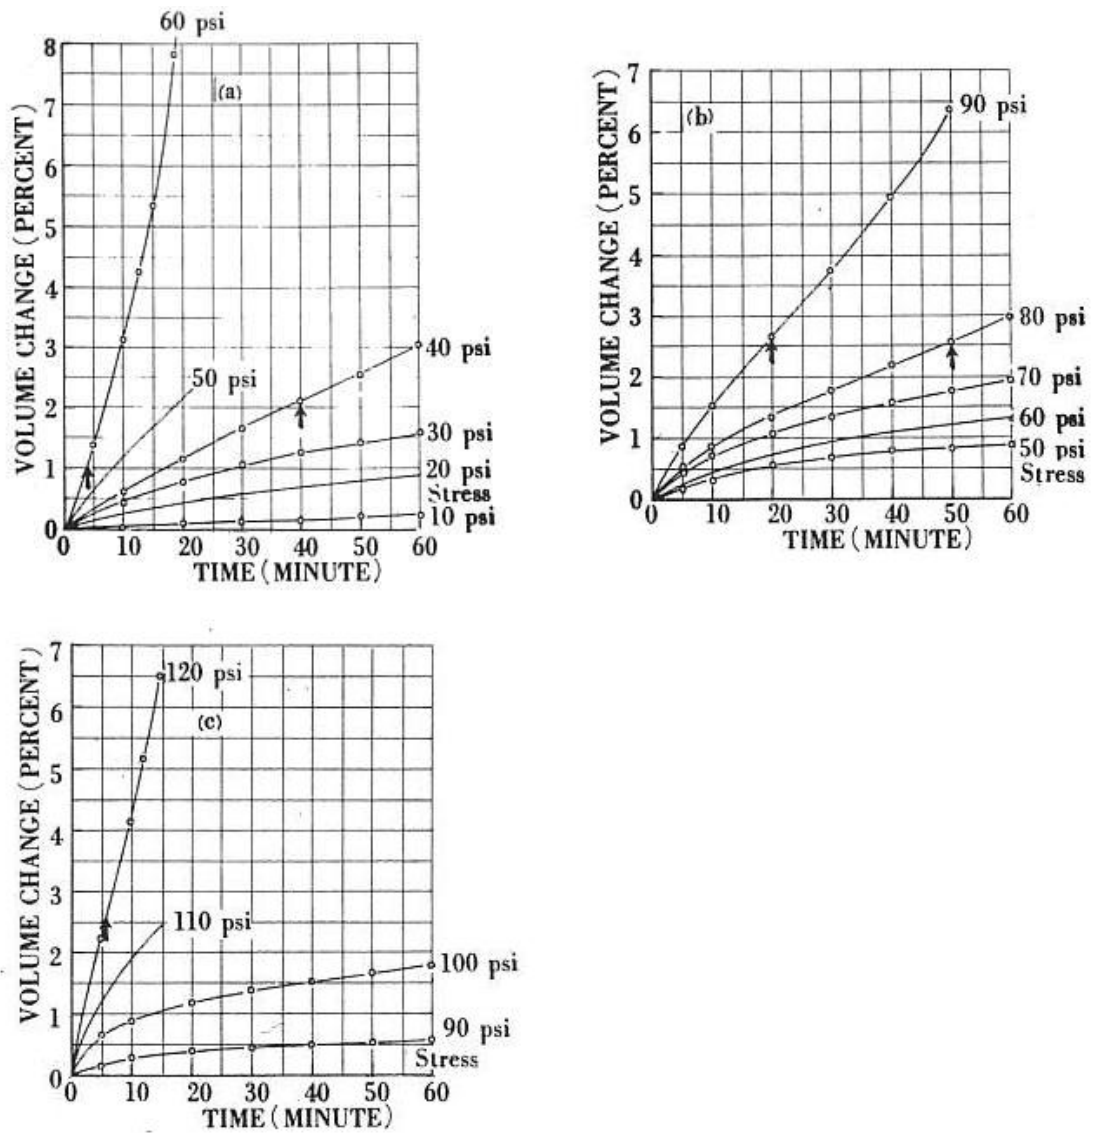 60 psi
8
7
6
5
4
3
2
1
0
VOLUME CHANGE (PERCENT)
(a)
50 psi
40 psi
30 psi
20 psi
Stress
10 psi
0 10 20 30 40 50 60
TIME (MINUTE)
7
6
5
4
3
2
1
0
VOLUME CHANGE (PERCENT)
(b)
90 psi
80 psi
70 psi
60 psi
50 psi
Stress
0 10 20 30 40 50 60
TIME (MINUTE)
7
6
5
4
3
2
1
0
VOLUME CHANGE (PERCENT)
120 psi
(c)
110 psi
100 psi
90 psi
Stress
0 10 20 30 40 50 60
TIME (MINUTE)